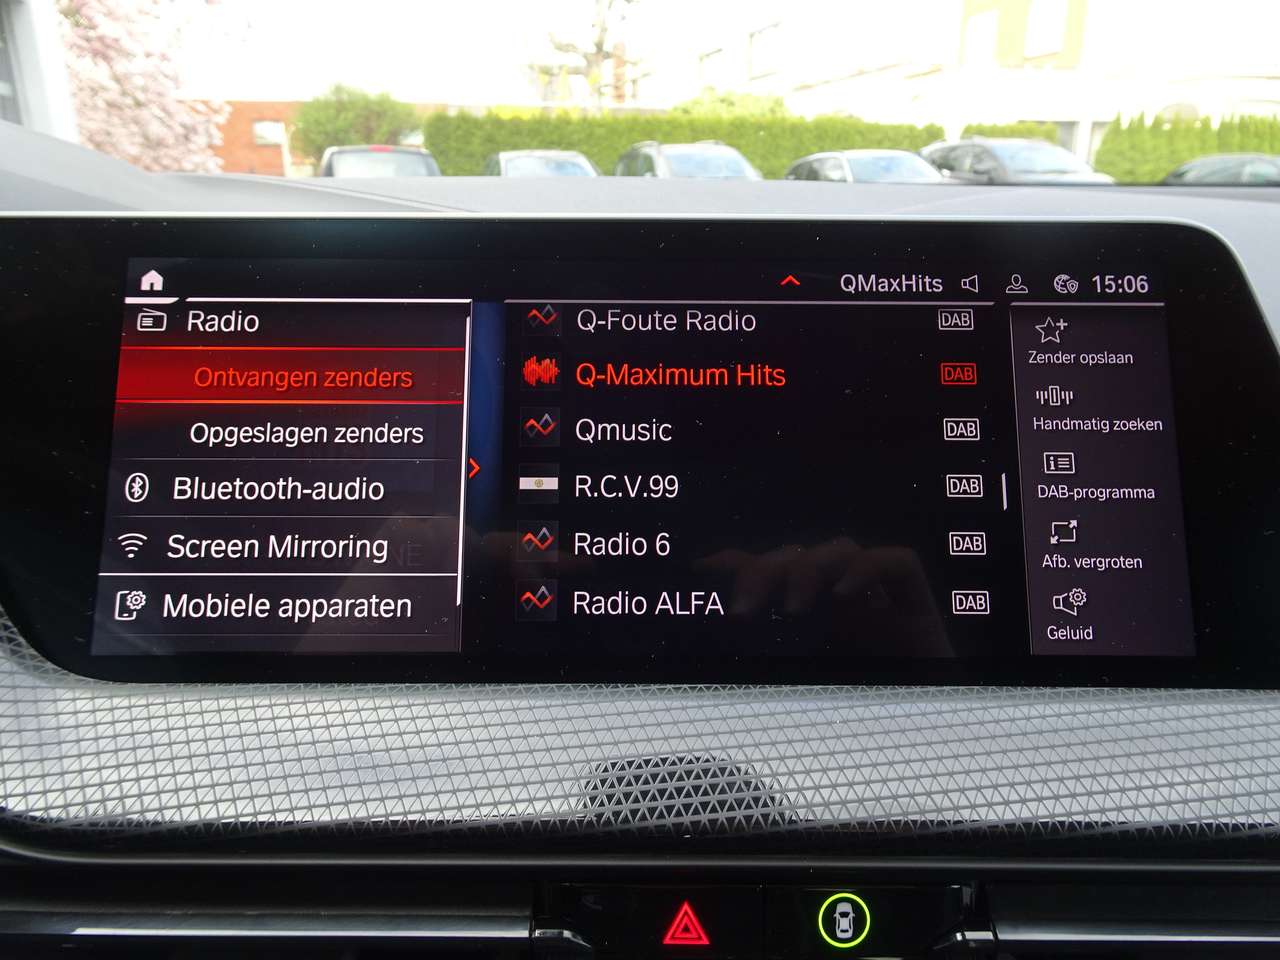 QMaxHits 15:06
Radio
Ontvangen zenders
Opgeslagen zenders
Bluetooth-audio
Screen Mirroring
Mobiele apparaten
Q-Foute Radio DAB
Q-Maximum Hits DAB
Qmusic DAB
R.C.V.99 DAB
Radio 6 DAB
Radio ALFA DAB
Zender opslaan
Handmatig zoeken
DAB-programma
Afb. vergroten
Geluid